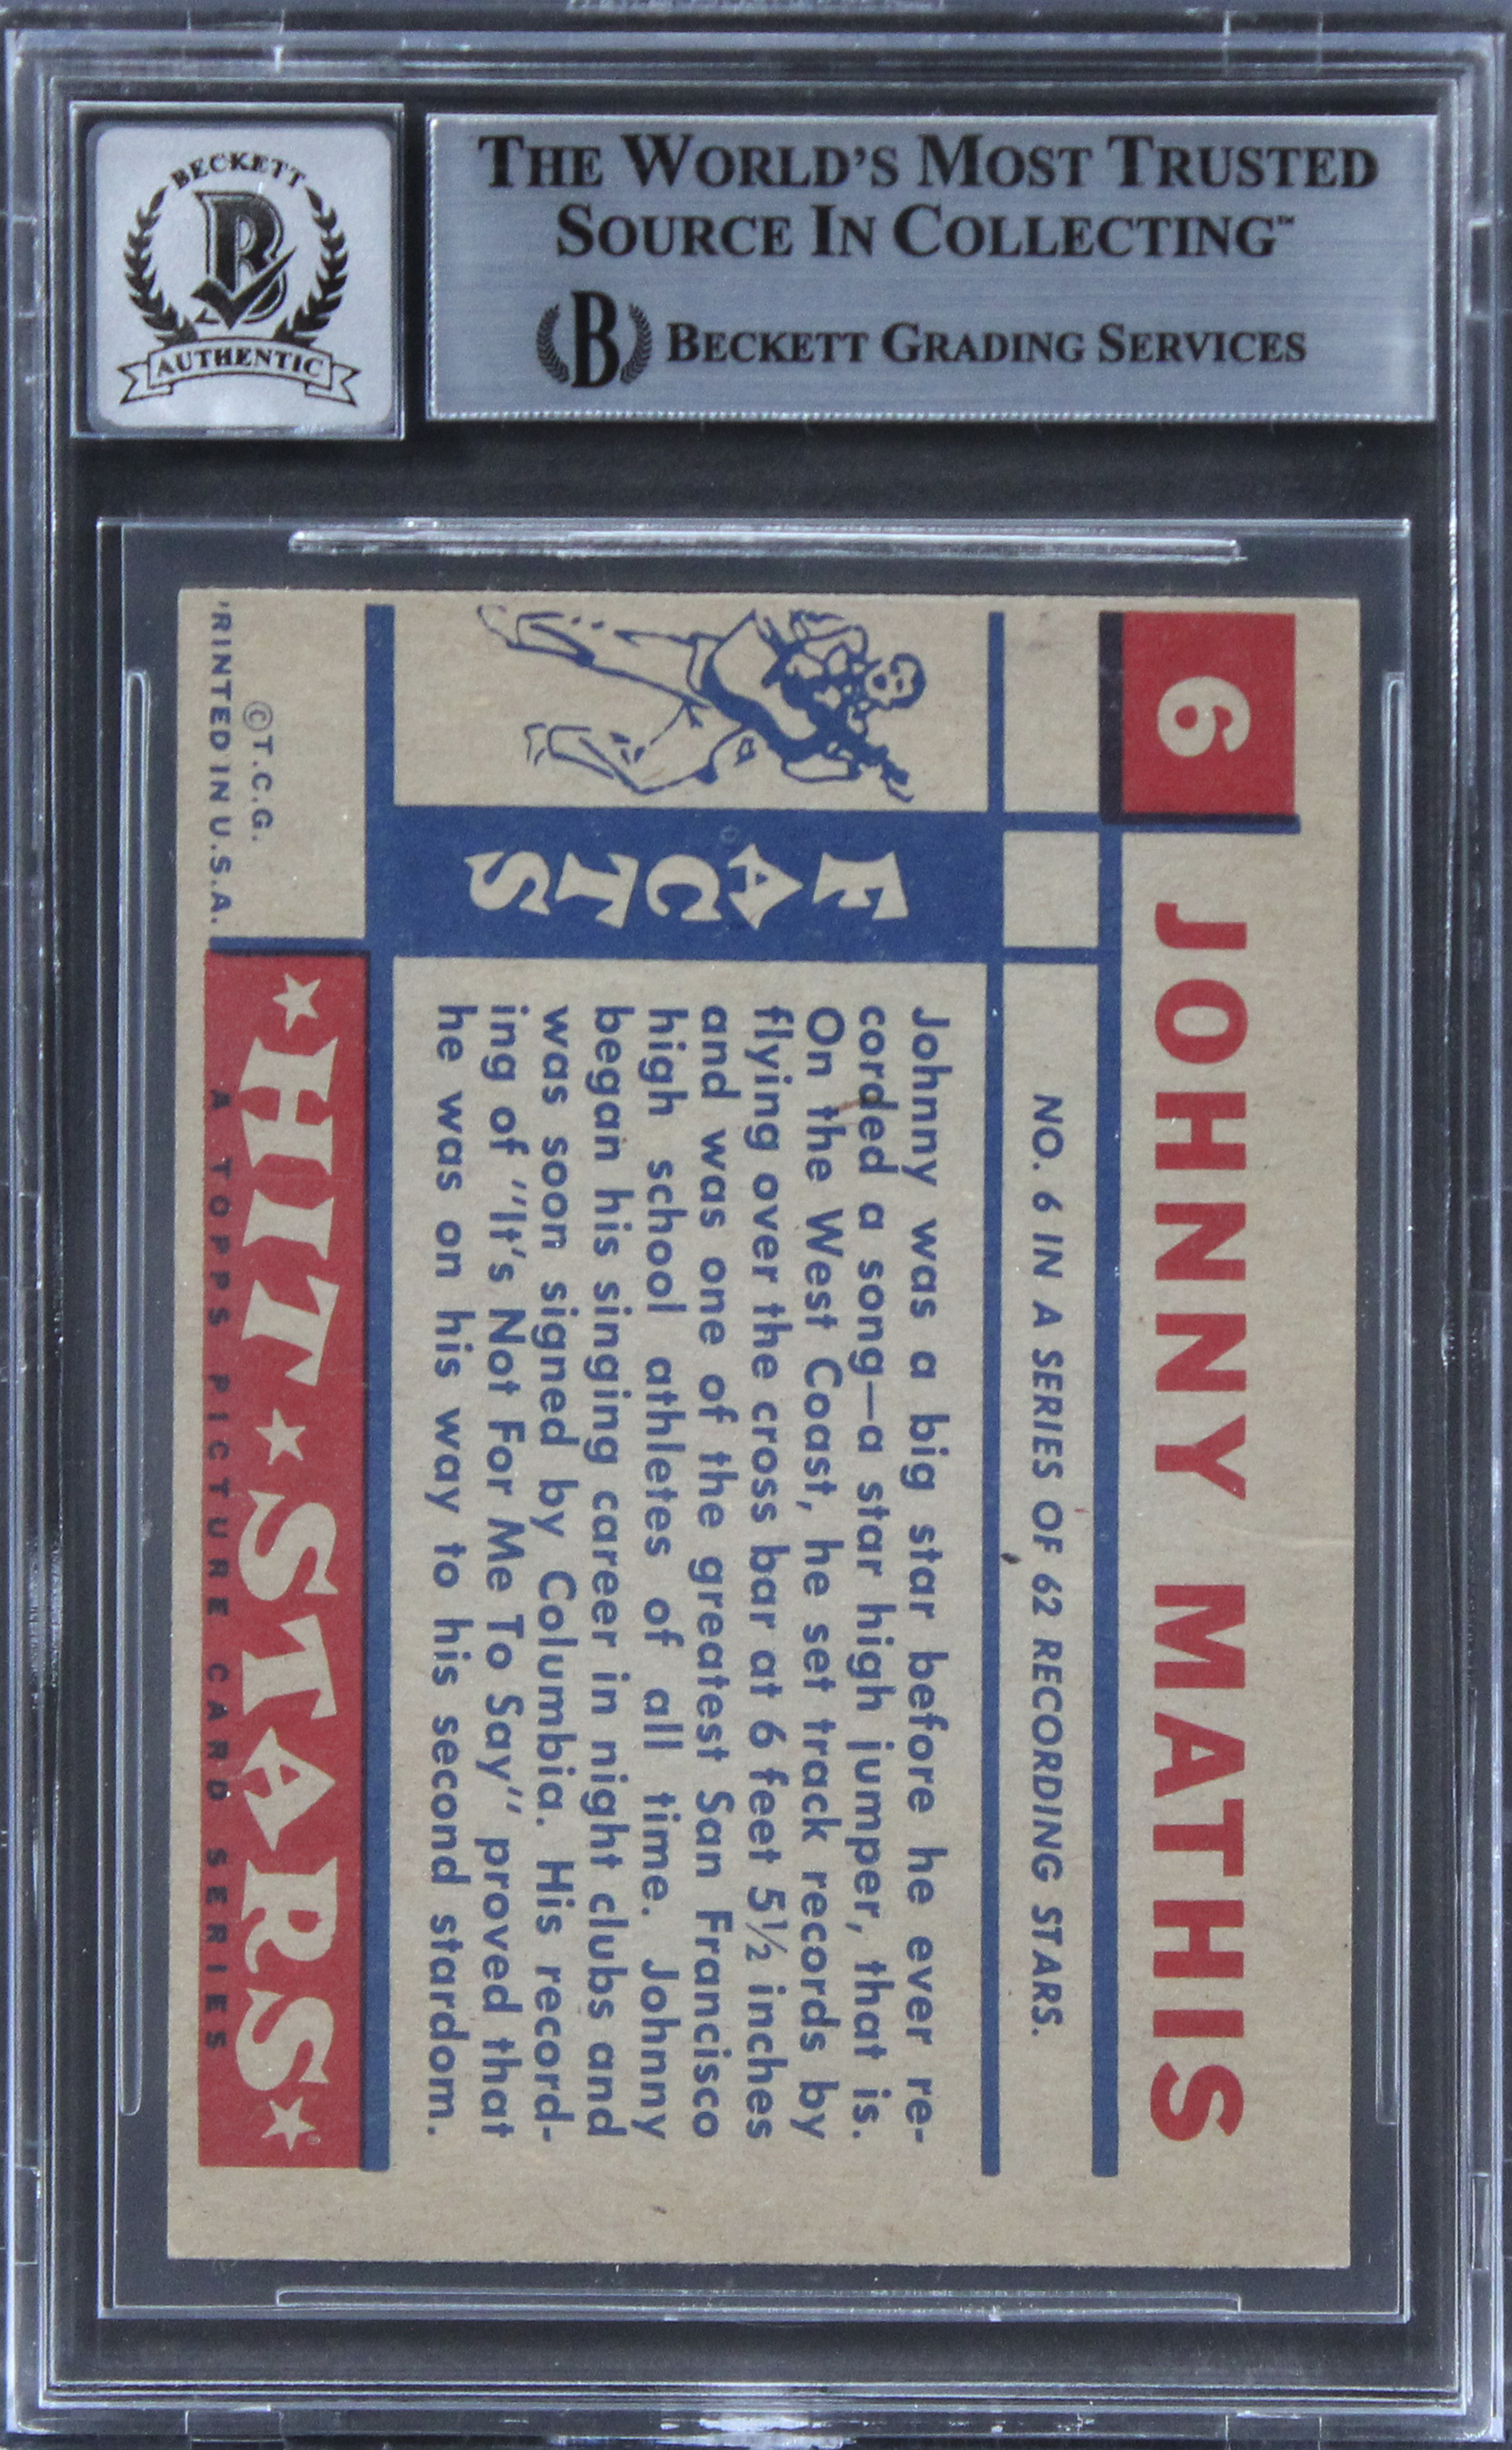 BECKETT
B
AUTHENTIC
THE WORLD'S MOST TRUSTED
SOURCE IN COLLECTING™
B BECKETT GRADING SERVICES
6 JOHNNY MATHIS
NO. 6 IN A SERIES OF 62 RECORDING STARS.
FACTS
Johnny was a big star before he ever re-
corded a song—a star high jumper, that is.
On the West Coast, he set track records by
flying over the cross bar at 6 feet 5½ inches
and was one of the greatest San Francisco
high school athletes of all time. Johnny
began his singing career in night clubs and
was soon signed by Columbia. His record-
ing of "It's Not For Me To Say" proved that
he was on his way to his second stardom.
©T.C.G.
RINTED IN U.S.A.
HIT STARS
A TOPPS PICTURE CARD SERIES